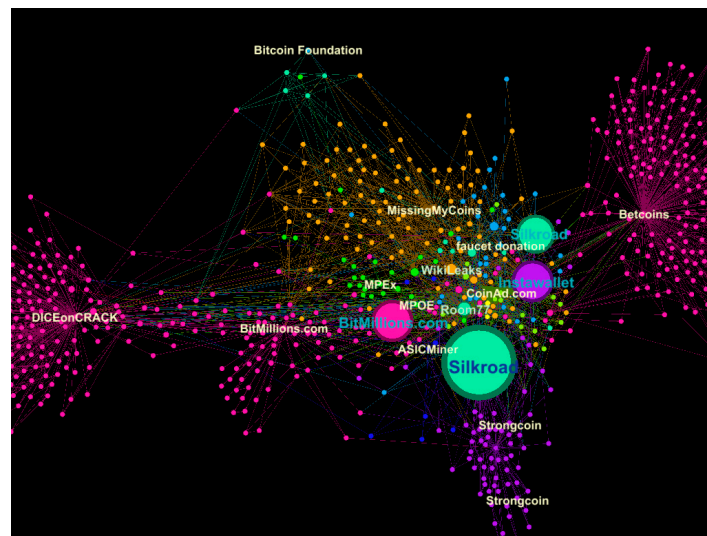 Bitcoin Foundation
MissingMyCoins
Betcoins
Silkroad
faucet donation
WikiLeaks
Instawallet
MPEx
CoinAd.com
MPOE
Room77
DICEonCRACK
BitMillions.com
BitMillions.com
ASICMiner
Silkroad
Strongcoin
Strongcoin